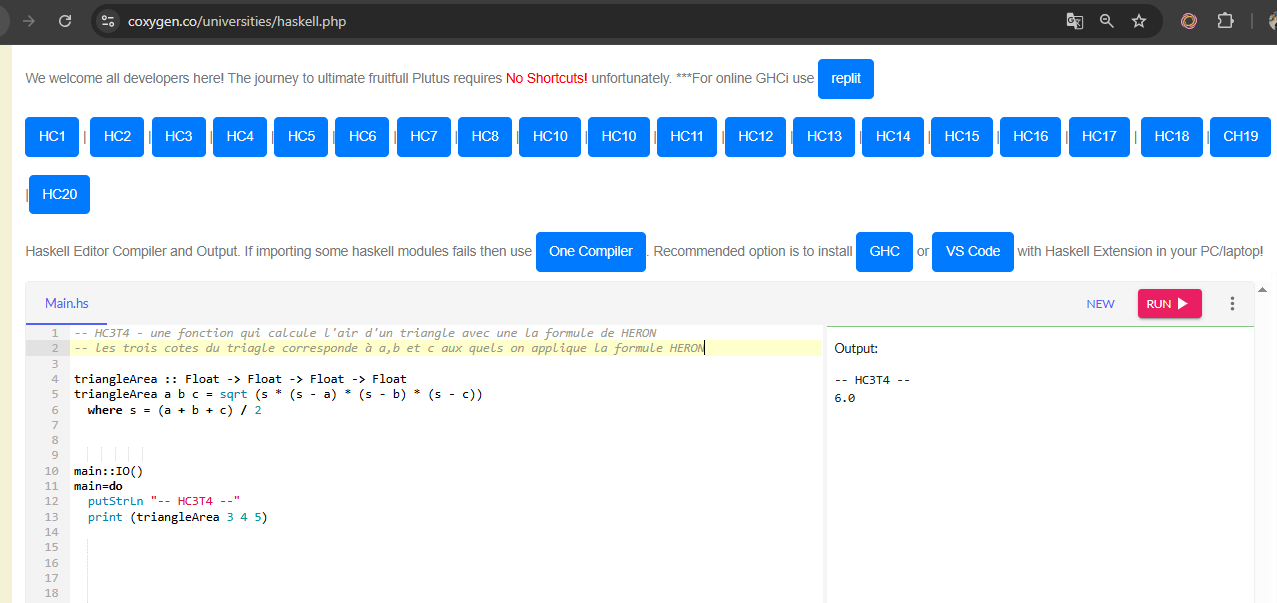 coxygen.co/universities/haskell.php
We welcome all developers here! The journey to ultimate fruitfull Plutus requires No Shortcuts! unfortunately. ***For online GHCi use replit
HC1 | HC2 | HC3 | HC4 | HC5 | HC6 | HC7 | HC8 | HC10 | HC10 | HC11 | HC12 | HC13 | HC14 | HC15 | HC16 | HC17 | HC18 | CH19
| HC20
Haskell Editor Compiler and Output. If importing some haskell modules fails then use One Compiler. Recommended option is to install GHC or VS Code with Haskell Extension in your PC/laptop!
Main.hs NEW RUN
1 -- HC3T4 - une fonction qui calcule l'air d'un triangle avec une la formule de HERON
2 -- les trois cotes du triagle corresponde à a,b et c aux quels on applique la formule HERON
3
4 triangleArea :: Float -> Float -> Float -> Float
5 triangleArea a b c = sqrt (s * (s - a) * (s - b) * (s - c))
6 where s = (a + b + c) / 2
7
8
9
10 main::IO()
11 main=do
12 putStrLn "-- HC3T4 --"
13 print (triangleArea 3 4 5)
14
15
16
17
18
Output:
-- HC3T4 --
6.0